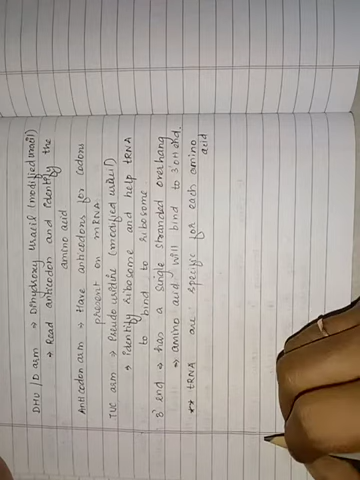 DHU/D arm → Dihydroxy uracil (modified uracil)
→ Read anticodon and identify the
amino acid
Anticodon arm → Have anticodons for codons
present on mRNA
TψC arm → Pseudo uridine (modified uracil)
→ identify ribosome and help tRNA
to bind to ribosome
3' end → has a single stranded overhang
→ amino acid will bind to 3'OH end.
** tRNA are specific for each amino
acid